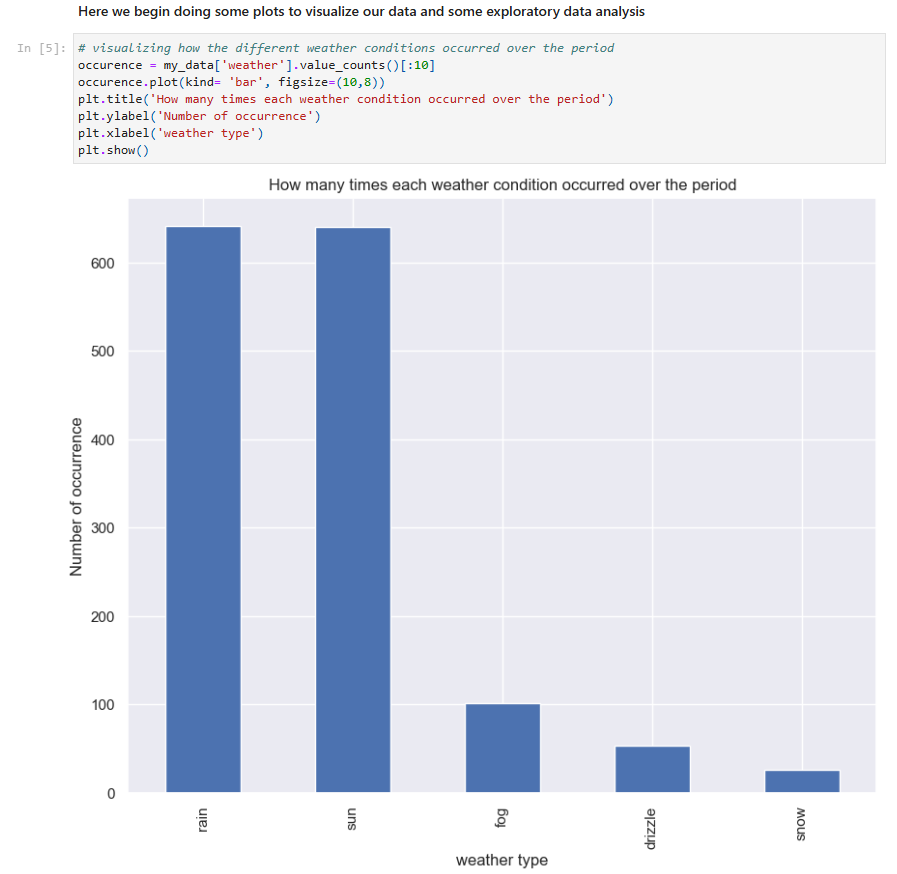 Here we begin doing some plots to visualize our data and some exploratory data analysis
In [5]: # visualizing how the different weather conditions occurred over the period
occurence = my_data['weather'].value_counts()[:10]
occurence.plot(kind= 'bar', figsize=(10,8))
plt.title('How many times each weather condition occurred over the period')
plt.ylabel('Number of occurrence')
plt.xlabel('weather type')
plt.show()
How many times each weather condition occurred over the period
Number of occurrence
600
500
400
300
200
100
0
rain
sun
fog
drizzle
snow
weather type